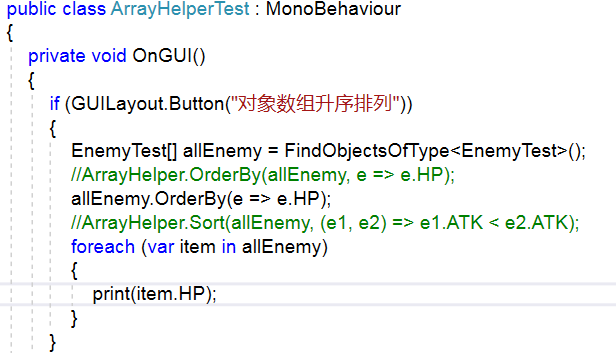 public class ArrayHelperTest : MonoBehaviour
{
private void OnGUI()
{
if (GUILayout.Button("对象数组升序排列"))
{
EnemyTest[] allEnemy = FindObjectsOfType<EnemyTest>();
//ArrayHelper.OrderBy(allEnemy, e => e.HP);
allEnemy.OrderBy(e => e.HP);
//ArrayHelper.Sort(allEnemy, (e1, e2) => e1.ATK < e2.ATK);
foreach (var item in allEnemy)
{
print(item.HP);
}
}